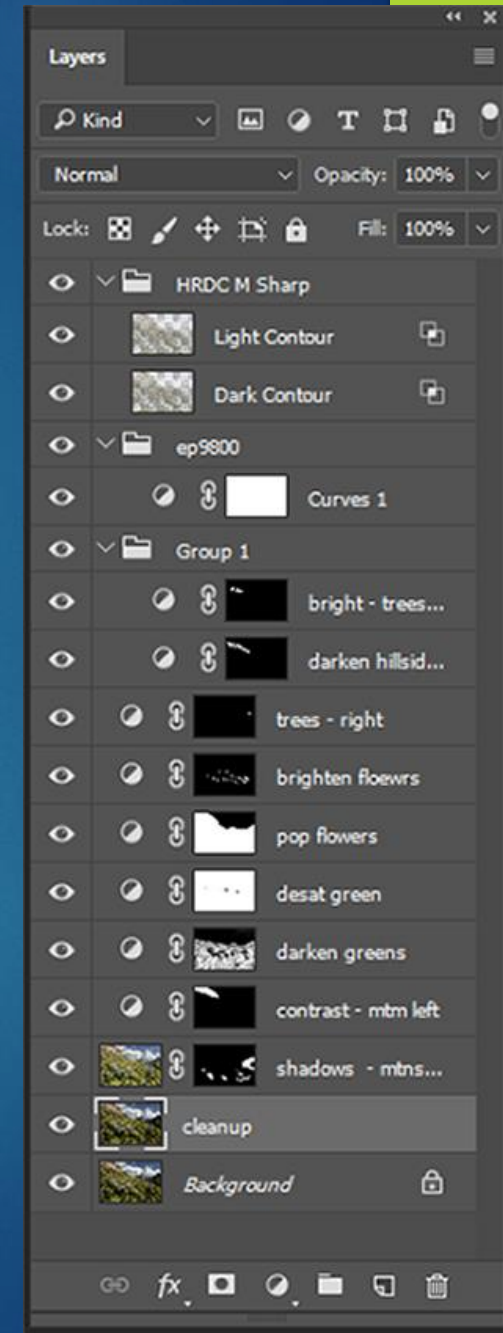 Layers
Kind
Normal Opacity: 100%
Lock: Fill: 100%
HRDC M Sharp
Light Contour
Dark Contour
ep9800
Curves 1
Group 1
bright - trees...
darken hillsid...
trees - right
brighten floewrs
pop flowers
desat green
darken greens
contrast - mtm left
shadows - mtns...
cleanup
Background
fx